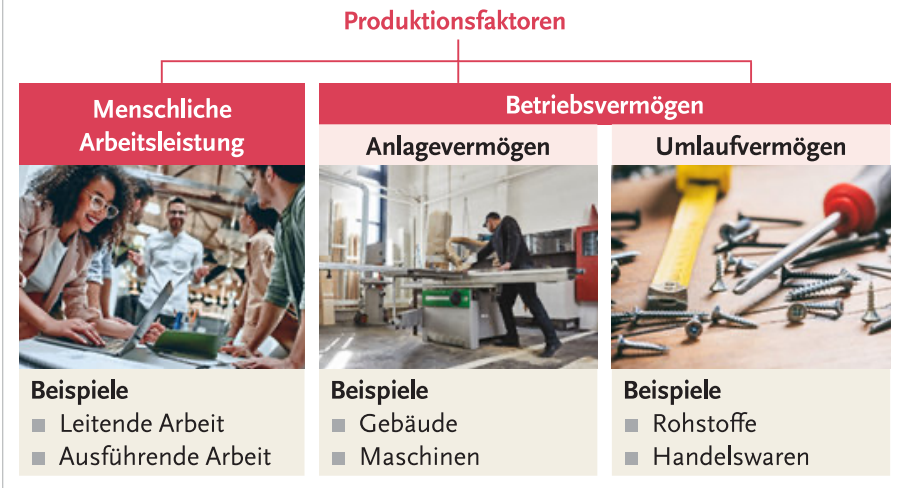 Produktionsfaktoren
Menschliche
Arbeitsleistung
Betriebsvermögen
Anlagevermögen
Umlaufvermögen
Beispiele
Leitende Arbeit
Ausführende Arbeit
Beispiele
Gebäude
Maschinen
Beispiele
Rohstoffe
Handelswaren